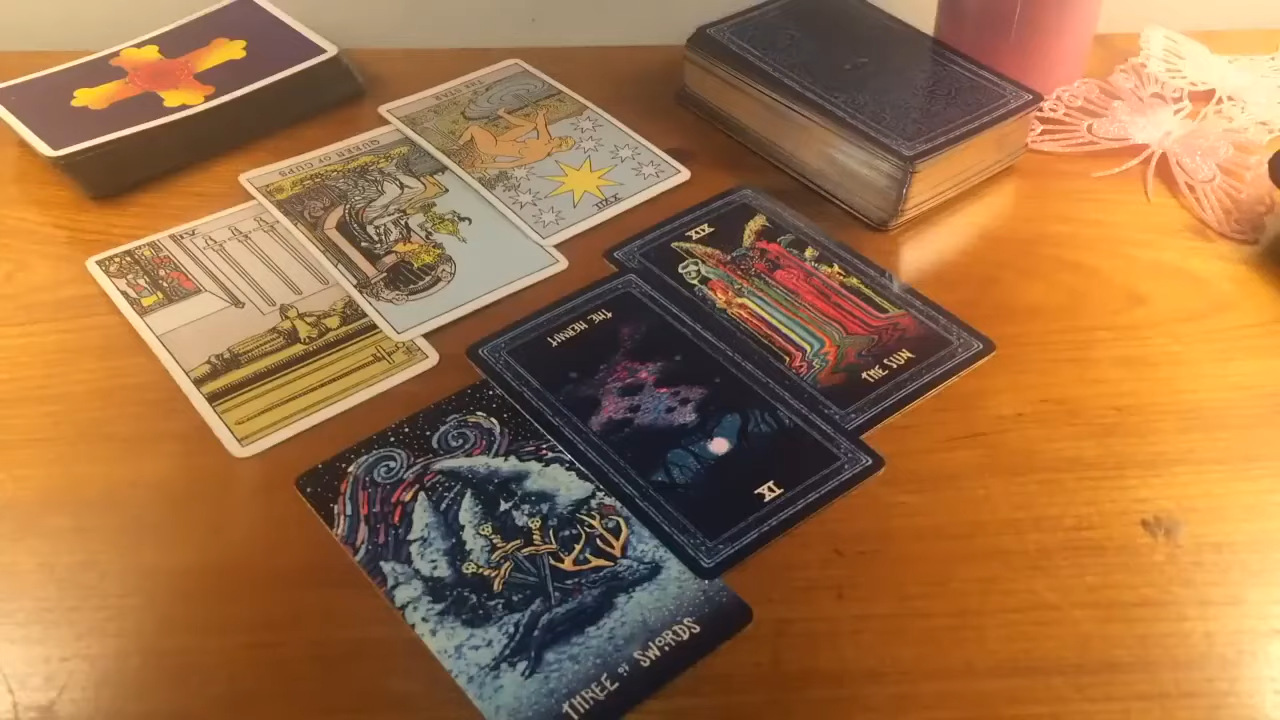 THE STAR
XVII
QUEEN OF CUPS
IV
XIX
THE SUN
THE HERMIT
IX
THREE OF SWORDS